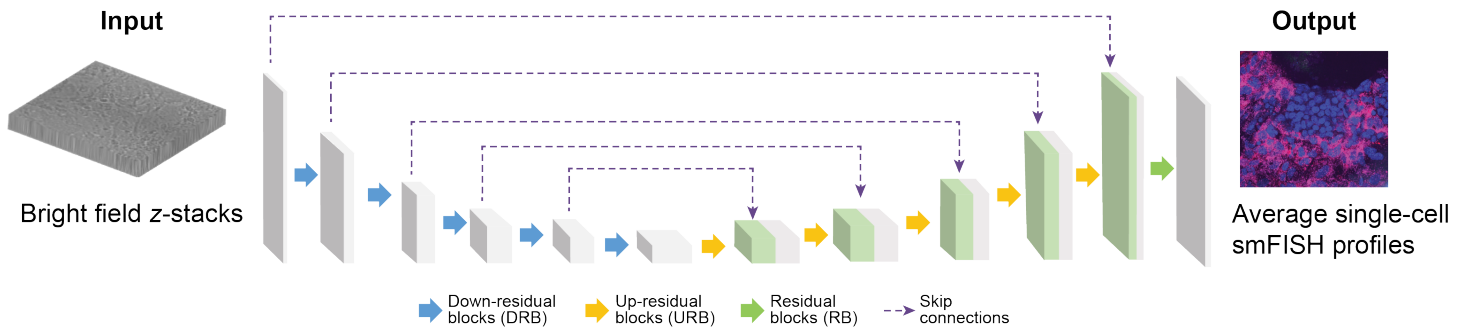 Input
Output
Bright field z-stacks
Average single-cell
smFISH profiles
Down-residual
blocks (DRB)
Up-residual
blocks (URB)
Residual
blocks (RB)
Skip
connections